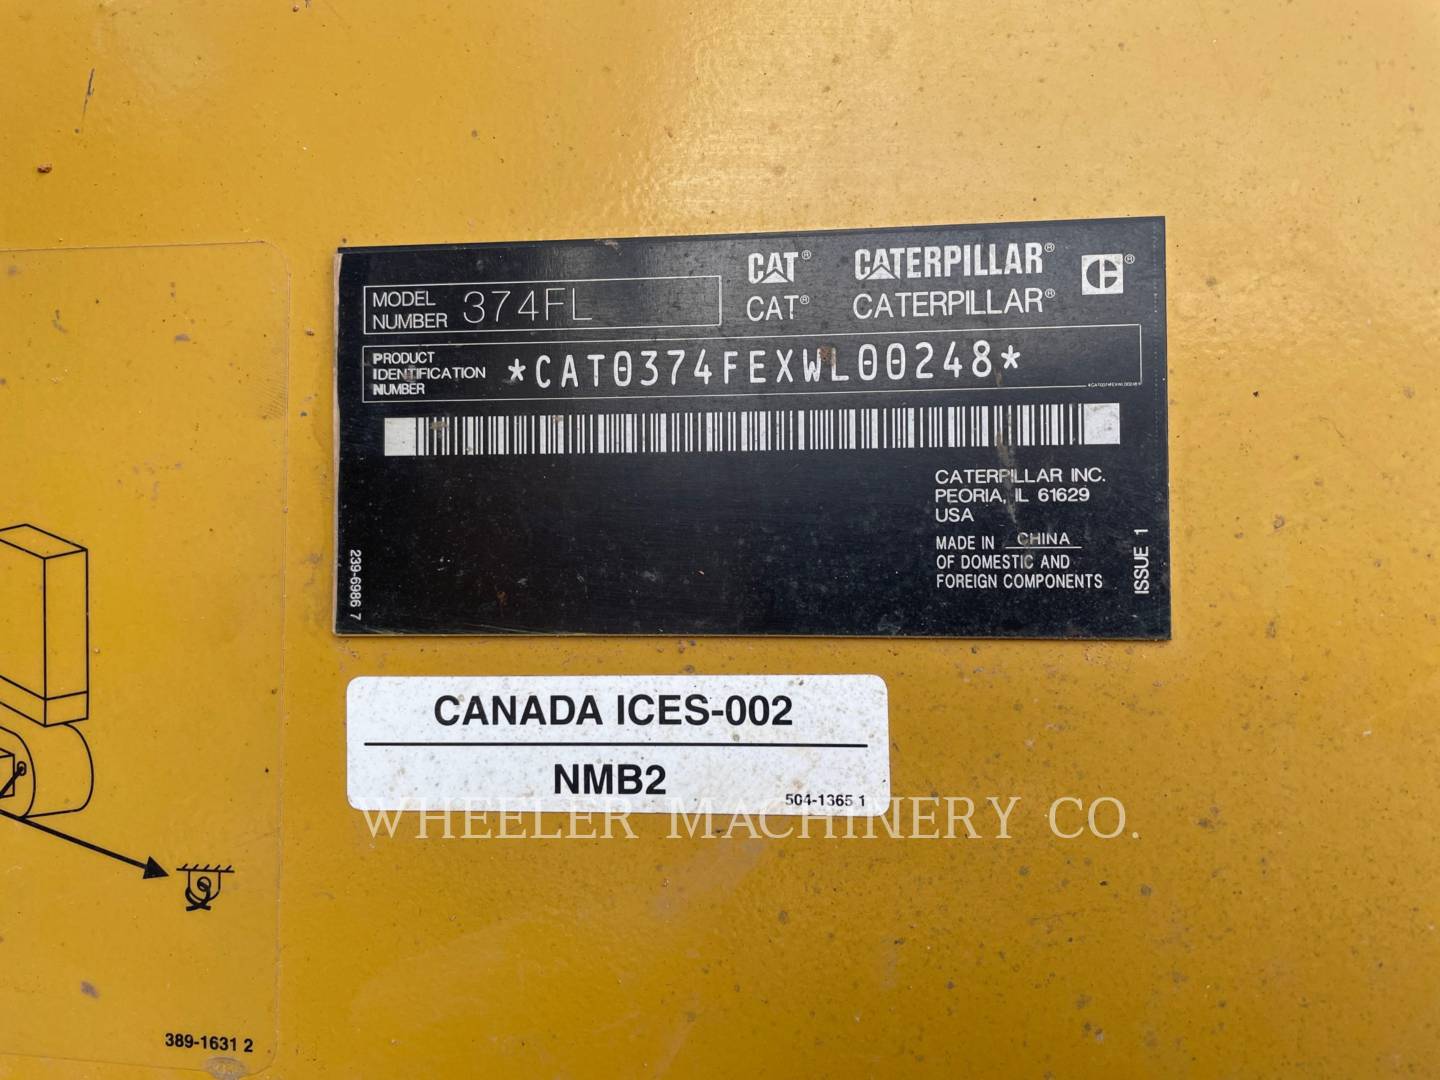 CAT® CATERPILLAR®
MODEL NUMBER 374FL
CAT® CATERPILLAR®
PRODUCT IDENTIFICATION NUMBER *CAT0374FEXWL00248*
*CAT0374FEXWL00248*
CATERPILLAR INC.
PEORIA, IL 61629
USA
MADE IN CHINA
OF DOMESTIC AND
FOREIGN COMPONENTS
ISSUE 1
239-6986 7
CANADA ICES-002
NMB2
504-1365 1
WHEELER MACHINERY CO.
389-1631 2